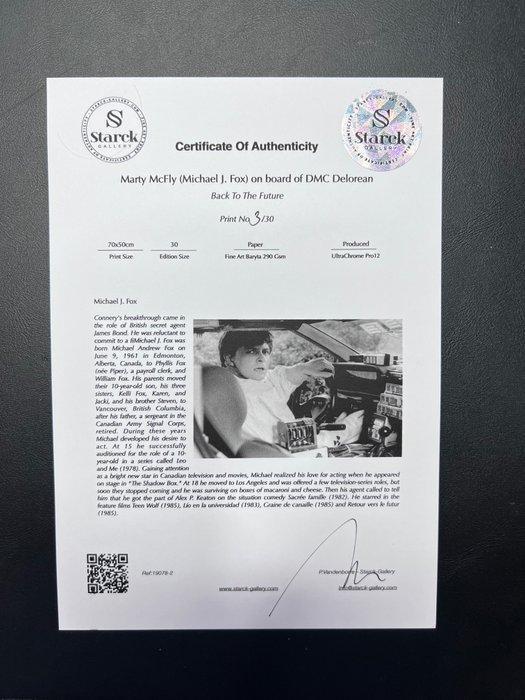 Starck
GALLERY
Starck
GALLERY
Certificate Of Authenticity
Marty McFly (Michael J. Fox) on board of DMC Delorean
Back To The Future
Print No 3/30
70x50cm 30 Paper Produced
Print Size Edition Size Fine Art Baryta 290 Gsm UltraChrome Pro12
Michael J. Fox
Connery's breakthrough came in
the role of British secret agent
James Bond. He was reluctant to
commit to a fiMichael J. Fox was
born Michael Andrew Fox on
June 9, 1961 in Edmonton,
Alberta, Canada, to Phyllis Fox
(née Piper), a payroll clerk, and
William Fox. His parents moved
their 10-year-old son, his three
sisters, Kelli Fox, Karen, and
Jacki, and his brother Steven, to
Vancouver, British Columbia,
after his father, a sergeant in the
Canadian Army Signal Corps,
retired. During these years
Michael developed his desire to
act. At 15 he successfully
auditioned for the role of a 10-
year-old in a series called Leo
and Me (1978). Gaining attention
as a bright new star in Canadian television and movies, Michael realized his love for acting when he appeared
on stage in "The Shadow Box." At 18 he moved to Los Angeles and was offered a few television-series roles, but
soon they stopped coming and he was surviving on boxes of macaroni and cheese. Then his agent called to tell
him that he got the part of Alex P. Keaton on the situation comedy Sacrée famille (1982). He starred in the
feature films Teen Wolf (1985), Lío en la universidad (1983), Graine de canaille (1985) and Retour vers le futur
(1985).
Ref:19078-2
P.Vandenboom - Starck-Gallery
www.starck-gallery.com
info@starck-gallery.com